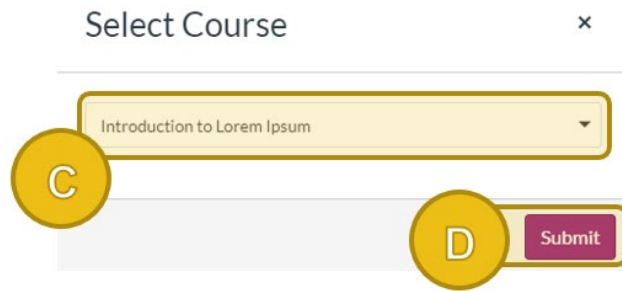 Select Course ×
Introduction to Lorem Ipsum
C
D Submit